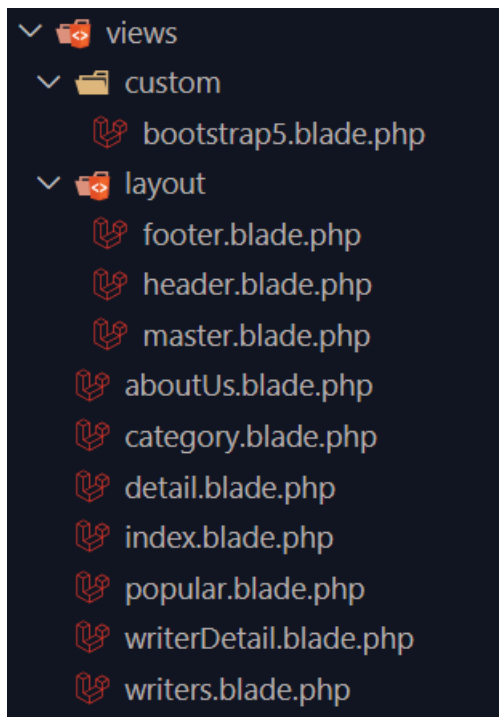 views
custom
bootstrap5.blade.php
layout
footer.blade.php
header.blade.php
master.blade.php
aboutUs.blade.php
category.blade.php
detail.blade.php
index.blade.php
popular.blade.php
writerDetail.blade.php
writers.blade.php